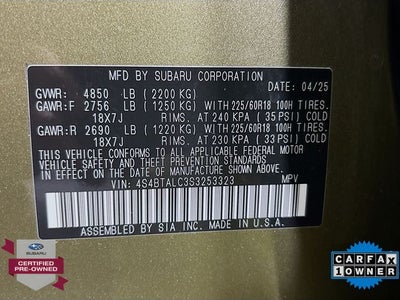 MFD BY SUBARU CORPORATION
GVWR: 4850 LB (2200 KG) DATE: 04/25
GAWR:F 2756 LB (1250 KG) WITH 225/60R18 100H TIRES.
18X7J RIMS. AT 240 KPA (35 PSI) COLD
GAWR:R 2690 LB (1220 KG) WITH 225/60R18 100H TIRES.
18X7J RIMS. AT 230 KPA (33 PSI) COLD
THIS VEHICLE CONFORMS TO ALL APPLICABLE FEDERAL MOTOR
VEHICLE SAFETY, BUMPER, AND THEFT PREVENTION STANDARDS
IN EFFECT ON THE DATE OF MANUFACTURE SHOWN ABOVE.
VIN: 4S4BTALC3S3253323 MPV
ASSEMBLED BY SIA INC. MADE IN U.S.A.
SUBARU
CERTIFIED
PRE-OWNED
CARFAX
1 OWNER